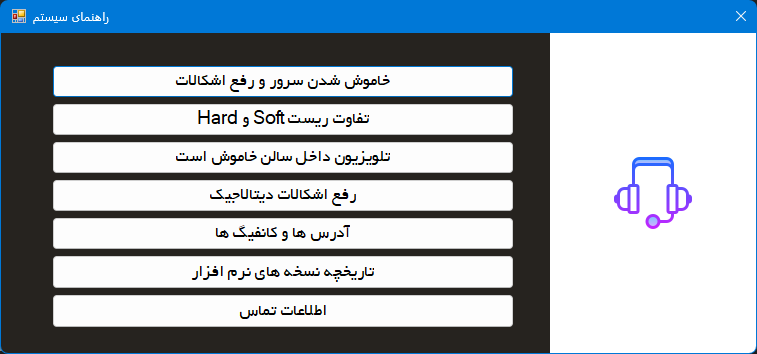 راهنمای سیستم
خاموش شدن سرور و رفع اشکالات
تفاوت ریست Soft و Hard
تلویزیون داخل سالن خاموش است
رفع اشکالات دیتالاجیک
آدرس ها و کانفیگ ها
تاریخچه نسخه های نرم افزار
اطلاعات تماس